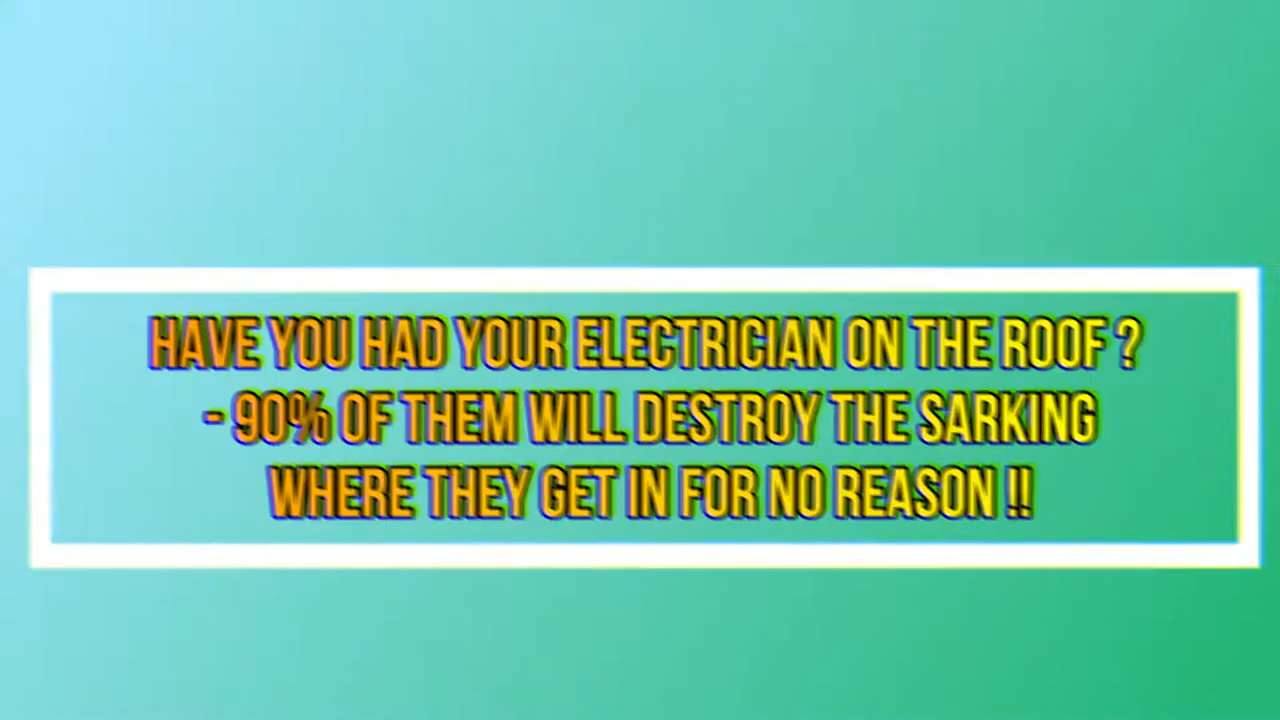 HAVE YOU HAD YOUR ELECTRICIAN ON THE ROOF ?
- 90% OF THEM WILL DESTROY THE SARKING
WHERE THEY GET IN FOR NO REASON !!